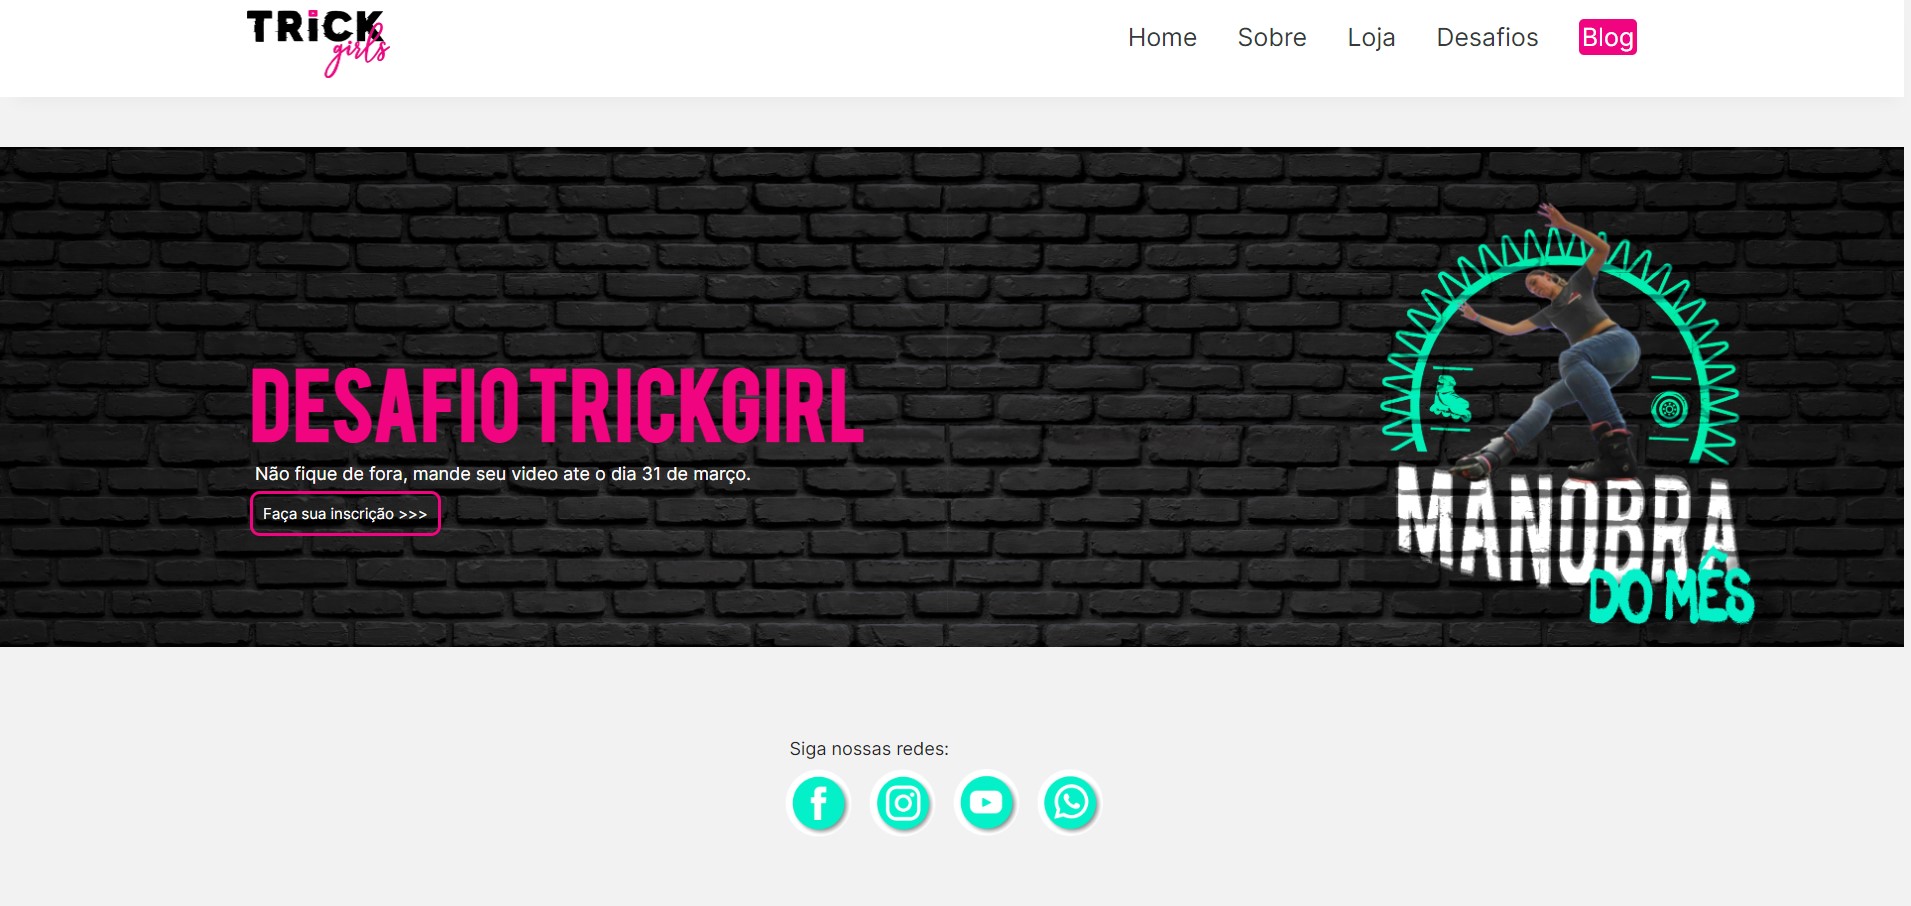 TRiCK
girls
Home Sobre Loja Desafios Blog
DESAFIO TRICKGIRL
Não fique de fora, mande seu video ate o dia 31 de março.
Faça sua inscrição >>>
MANOBRA
DO MÊS
Siga nossas redes: